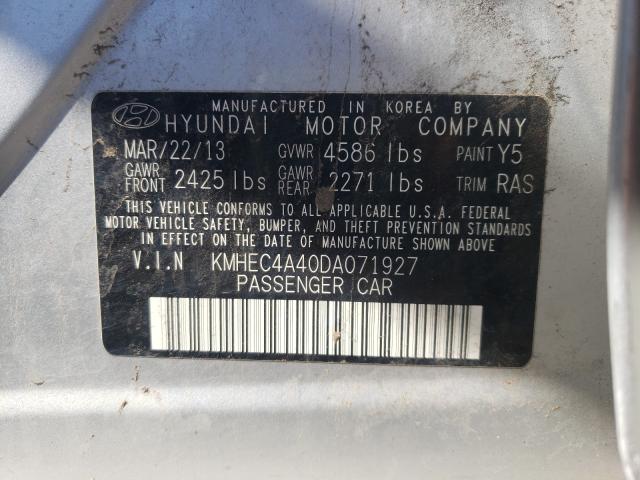 MANUFACTURED IN KOREA BY
HYUNDAI MOTOR COMPANY
MAR/22/13 GVWR 4586 lbs PAINT Y5
GAWR FRONT 2425 lbs GAWR REAR 2271 lbs TRIM RAS
THIS VEHICLE CONFORMS TO ALL APPLICABLE U.S.A. FEDERAL
MOTOR VEHICLE SAFETY, BUMPER, AND THEFT PREVENTION STANDARDS
IN EFFECT ON THE DATE OF MANUFACTURE SHOWN ABOVE
V.I.N KMHEC4A40DA071927
PASSENGER CAR